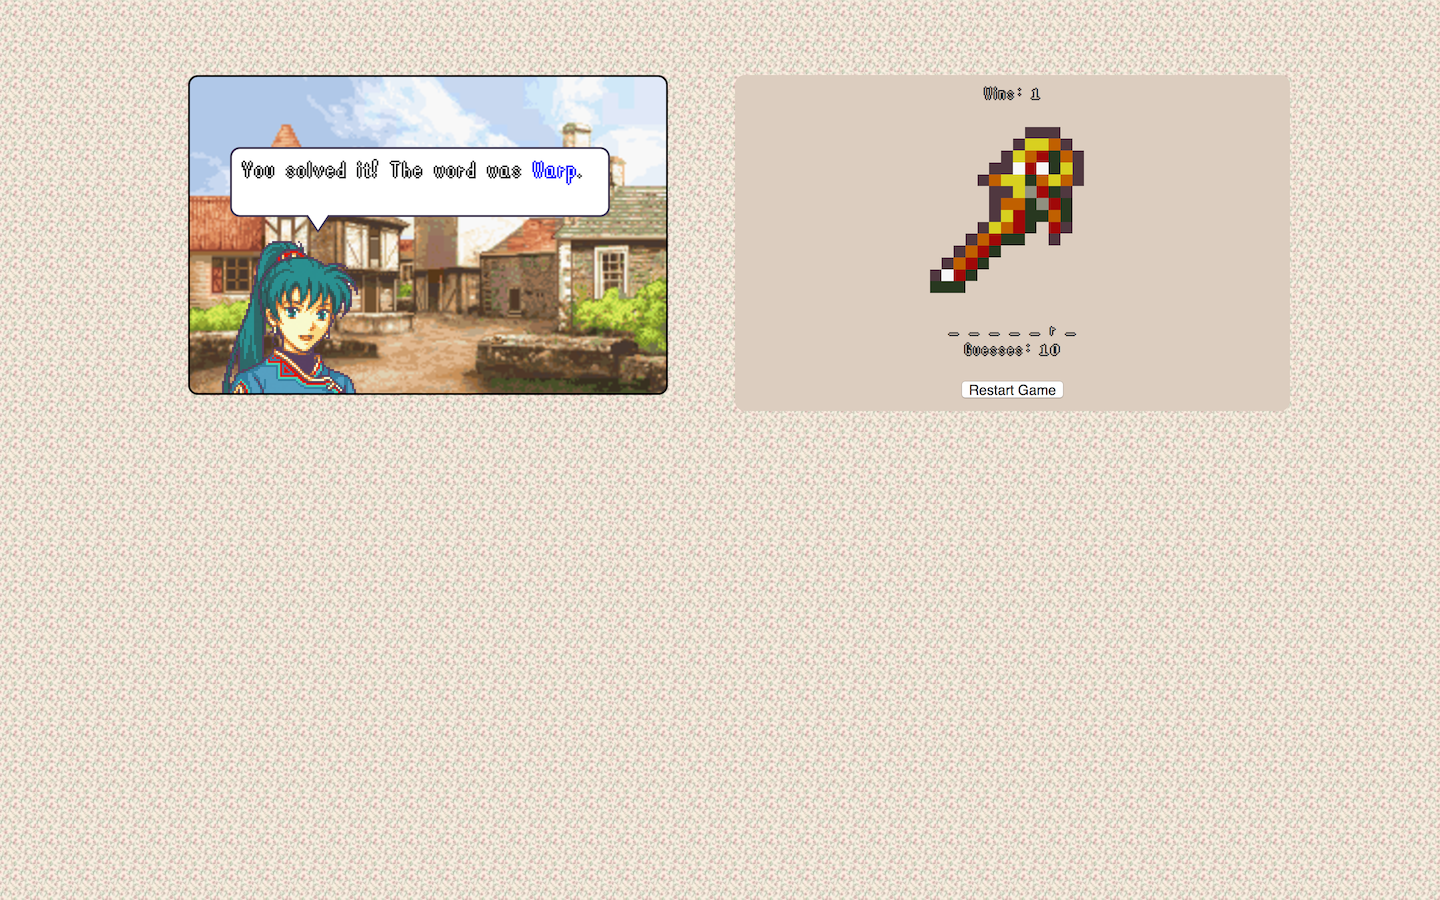 You solved it! The word was Warp.
Wins: 1
_ _ _ _ _ r _
Guesses: 10
Restart Game